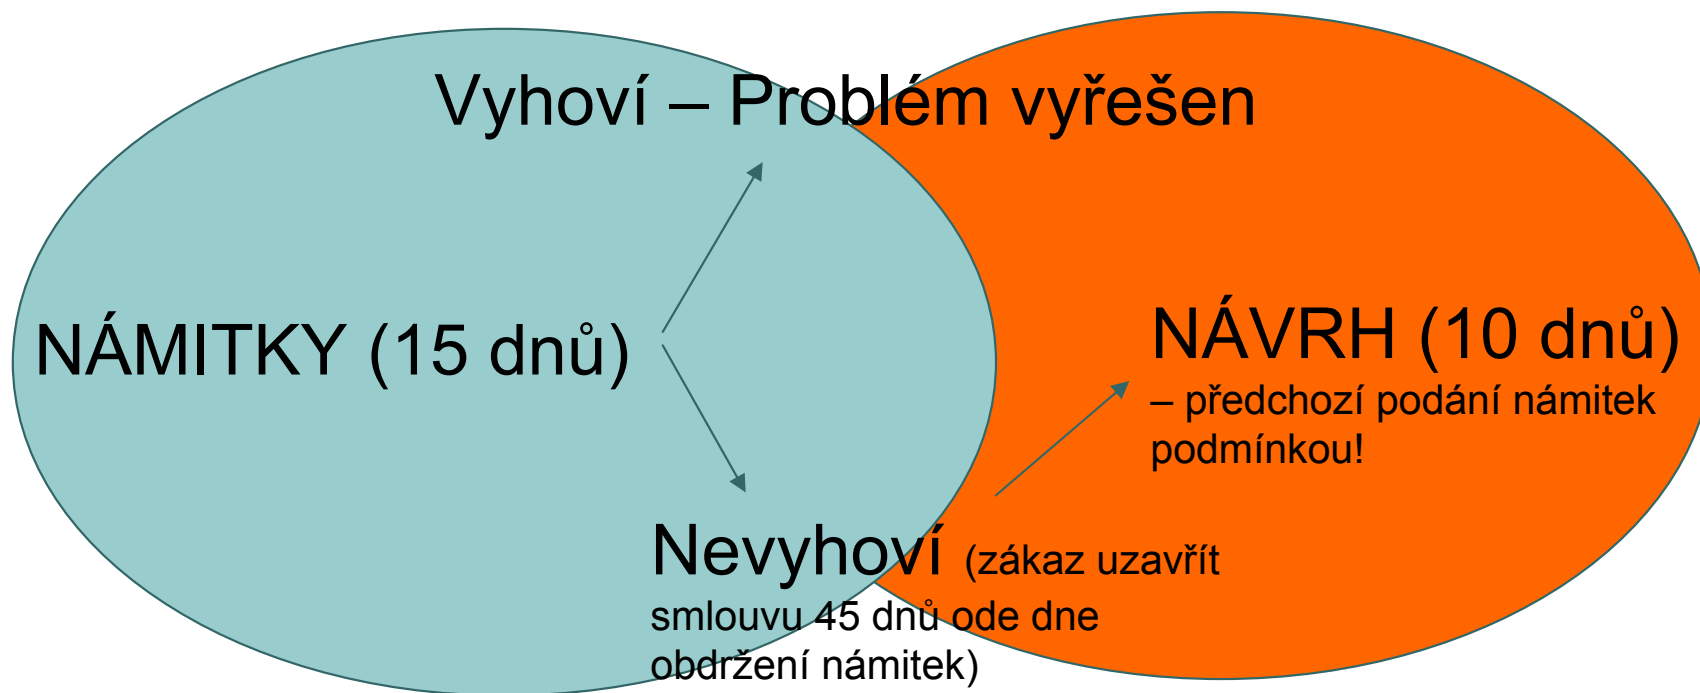 Vyhoví – Problém vyřešen
NÁMITKY (15 dnů)
NÁVRH (10 dnů)
– předchozí podání námitek
podmínkou!
Nevyhoví (zákaz uzavřít
smlouvu 45 dnů ode dne
obdržení námitek)